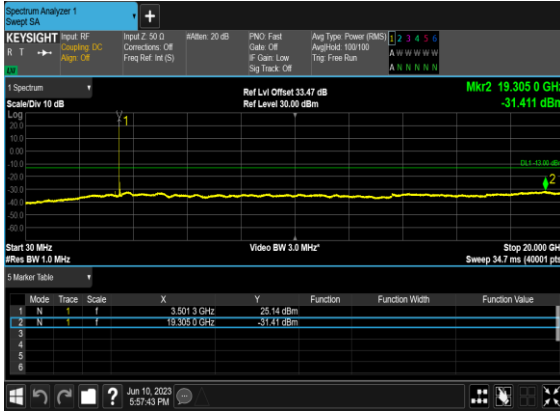 Spectrum Analyzer 1
Swept SA
+
KEYSIGHT Input: RF Input Z: 50 Ω #Atten: 20 dB PNO: Fast Avg Type: Power (RMS) 1 2 3 4 5 6
R T Coupling: DC Corrections: Off Gate: Off Avg|Hold: 100/100 A W W W W W
Align: Off Freq Ref: Int (S) IF Gain: Low Trig: Free Run
Sig Track: Off A N N N N N
1 Spectrum
Ref Lvl Offset 33.47 dB Mkr2 19.305 0 GHz
Scale/Div 10 dB Ref Level 30.00 dBm -31.411 dBm
Log
20.0
10.0
0.00
-10.0
DL1 -13.00 dBm
-20.0
-30.0
-40.0
-50.0
-60.0
1
2
Start 30 MHz Video BW 3.0 MHz* Stop 20.000 GH
#Res BW 1.0 MHz Sweep 34.7 ms (40001 pts
5 Marker Table
Mode Trace Scale X Y Function Function Width Function Value
1 N 1 f 3.501 3 GHz 25.14 dBm
2 N 1 f 19.305 0 GHz -31.41 dBm
3
4
5
6
? Jun 10, 2023
5:57:43 PM